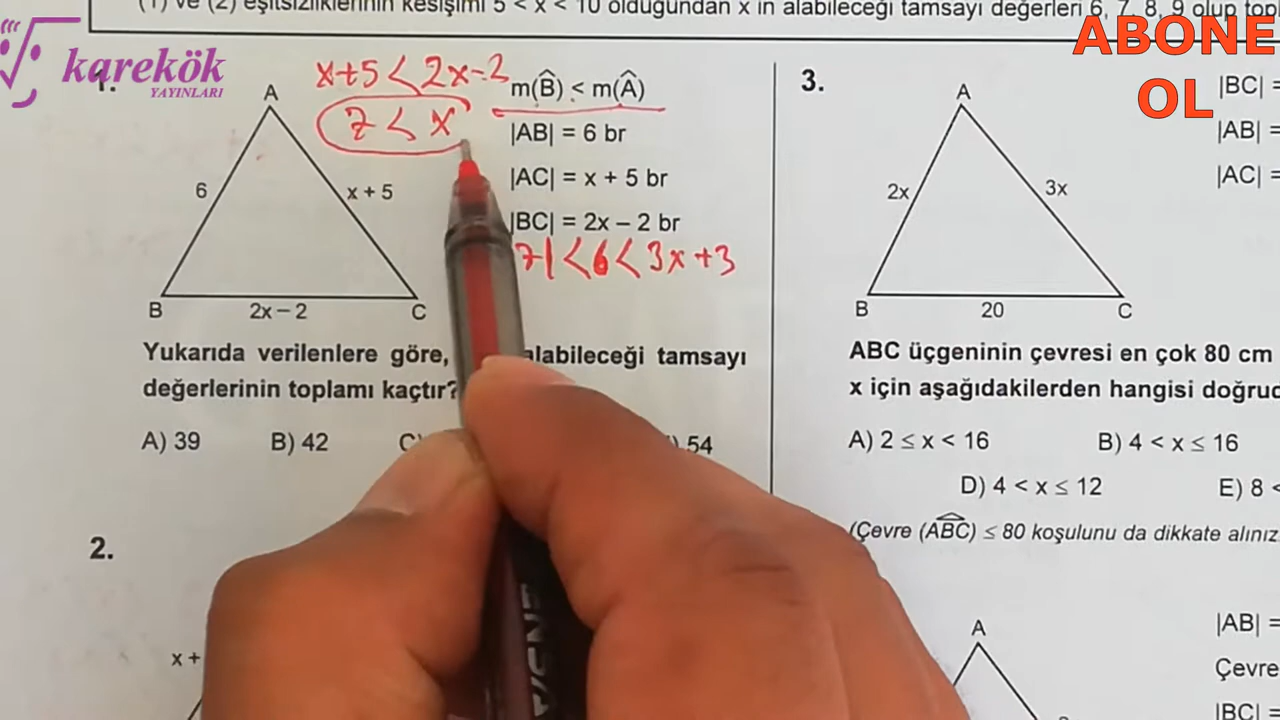 (1) ve (2) eşitsizliklerinin kesişimi 5 < x < 10 olduğundan x in alabileceği tamsayı değerleri 6, 7, 8, 9 olup
ABONE
OL
karekök
YAYINLARI
1.
A
6
x + 5
B
2x – 2
C
x+5 < 2x-2
7 < x
m(B̂) < m(Â)
|AB| = 6 br
|AC| = x + 5 br
|BC| = 2x – 2 br
<6<3x+3
Yukarıda verilenlere göre, alabileceği tamsayı
değerlerinin toplamı kaçtır?
A) 39 B) 42 54
2.
x +
3.
A
2x
3x
B
20
C
|BC| =
|AB| =
|AC| =
ABC üçgeninin çevresi en çok 80 cm
x için aşağıdakilerden hangisi
A) 2 ≤ x < 16 B) 4 < x ≤ 16
D) 4 < x ≤ 12 E) 8 <
(Çevre (ABC) ≤ 80 koşulunu da dikkate alınız
A
|AB| =
Çevre
|BC| =